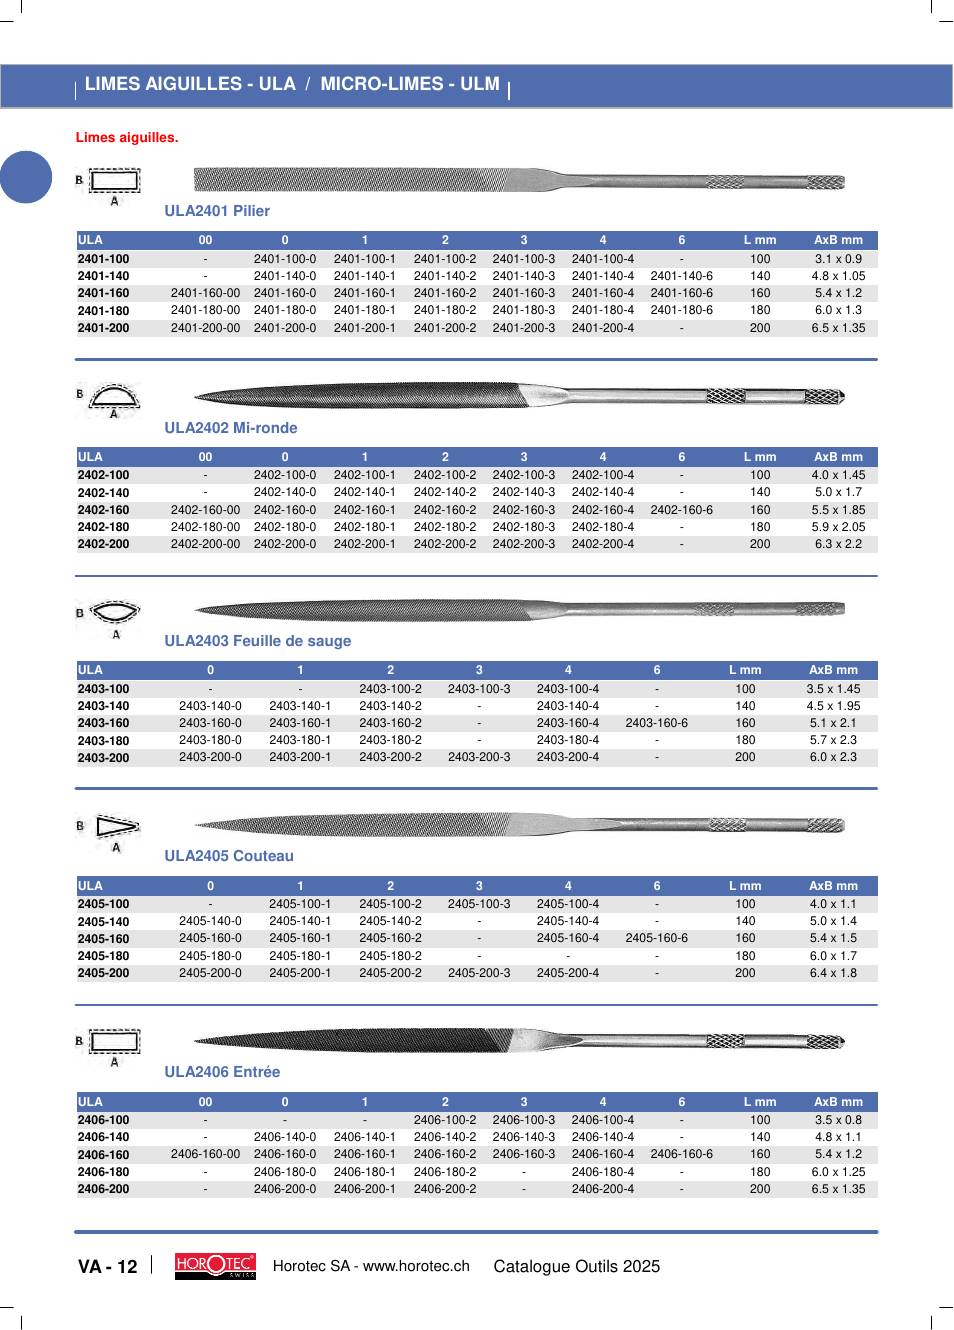 LIMES AIGUILLES - ULA / MICRO-LIMES - ULM
Limes aiguilles.
B
A
ULA2401 Pilier
ULA 00 0 1 2 3 4 6 L mm AxB mm
2401-100 - 2401-100-0 2401-100-1 2401-100-2 2401-100-3 2401-100-4 - 100 3.1 x 0.9
2401-140 - 2401-140-0 2401-140-1 2401-140-2 2401-140-3 2401-140-4 2401-140-6 140 4.8 x 1.05
2401-160 2401-160-00 2401-160-0 2401-160-1 2401-160-2 2401-160-3 2401-160-4 2401-160-6 160 5.4 x 1.2
2401-180 2401-180-00 2401-180-0 2401-180-1 2401-180-2 2401-180-3 2401-180-4 2401-180-6 180 6.0 x 1.3
2401-200 2401-200-00 2401-200-0 2401-200-1 2401-200-2 2401-200-3 2401-200-4 - 200 6.5 x 1.35
B
A
ULA2402 Mi-ronde
ULA 00 0 1 2 3 4 6 L mm AxB mm
2402-100 - 2402-100-0 2402-100-1 2402-100-2 2402-100-3 2402-100-4 - 100 4.0 x 1.45
2402-140 - 2402-140-0 2402-140-1 2402-140-2 2402-140-3 2402-140-4 - 140 5.0 x 1.7
2402-160 2402-160-00 2402-160-0 2402-160-1 2402-160-2 2402-160-3 2402-160-4 2402-160-6 160 5.5 x 1.85
2402-180 2402-180-00 2402-180-0 2402-180-1 2402-180-2 2402-180-3 2402-180-4 - 180 5.9 x 2.05
2402-200 2402-200-00 2402-200-0 2402-200-1 2402-200-2 2402-200-3 2402-200-4 - 200 6.3 x 2.2
B
A
ULA2403 Feuille de sauge
ULA 0 1 2 3 4 6 L mm AxB mm
2403-100 - - 2403-100-2 2403-100-3 2403-100-4 - 100 3.5 x 1.45
2403-140 2403-140-0 2403-140-1 2403-140-2 - 2403-140-4 - 140 4.5 x 1.95
2403-160 2403-160-0 2403-160-1 2403-160-2 - 2403-160-4 2403-160-6 160 5.1 x 2.1
2403-180 2403-180-0 2403-180-1 2403-180-2 - 2403-180-4 - 180 5.7 x 2.3
2403-200 2403-200-0 2403-200-1 2403-200-2 2403-200-3 2403-200-4 - 200 6.0 x 2.3
B
A
ULA2405 Couteau
ULA 0 1 2 3 4 6 L mm AxB mm
2405-100 - 2405-100-1 2405-100-2 2405-100-3 2405-100-4 - 100 4.0 x 1.1
2405-140 2405-140-0 2405-140-1 2405-140-2 - 2405-140-4 - 140 5.0 x 1.4
2405-160 2405-160-0 2405-160-1 2405-160-2 - 2405-160-4 2405-160-6 160 5.4 x 1.5
2405-180 2405-180-0 2405-180-1 2405-180-2 - - - 180 6.0 x 1.7
2405-200 2405-200-0 2405-200-1 2405-200-2 2405-200-3 2405-200-4 - 200 6.4 x 1.8
B
A
ULA2406 Entrée
ULA 00 0 1 2 3 4 6 L mm AxB mm
2406-100 - - - 2406-100-2 2406-100-3 2406-100-4 - 100 3.5 x 0.8
2406-140 - 2406-140-0 2406-140-1 2406-140-2 2406-140-3 2406-140-4 - 140 4.8 x 1.1
2406-160 2406-160-00 2406-160-0 2406-160-1 2406-160-2 2406-160-3 2406-160-4 2406-160-6 160 5.4 x 1.2
2406-180 - 2406-180-0 2406-180-1 2406-180-2 - 2406-180-4 - 180 6.0 x 1.25
2406-200 - 2406-200-0 2406-200-1 2406-200-2 - 2406-200-4 - 200 6.5 x 1.35
VA - 12 HOROTEC® SWISS Horotec SA - www.horotec.ch Catalogue Outils 2025